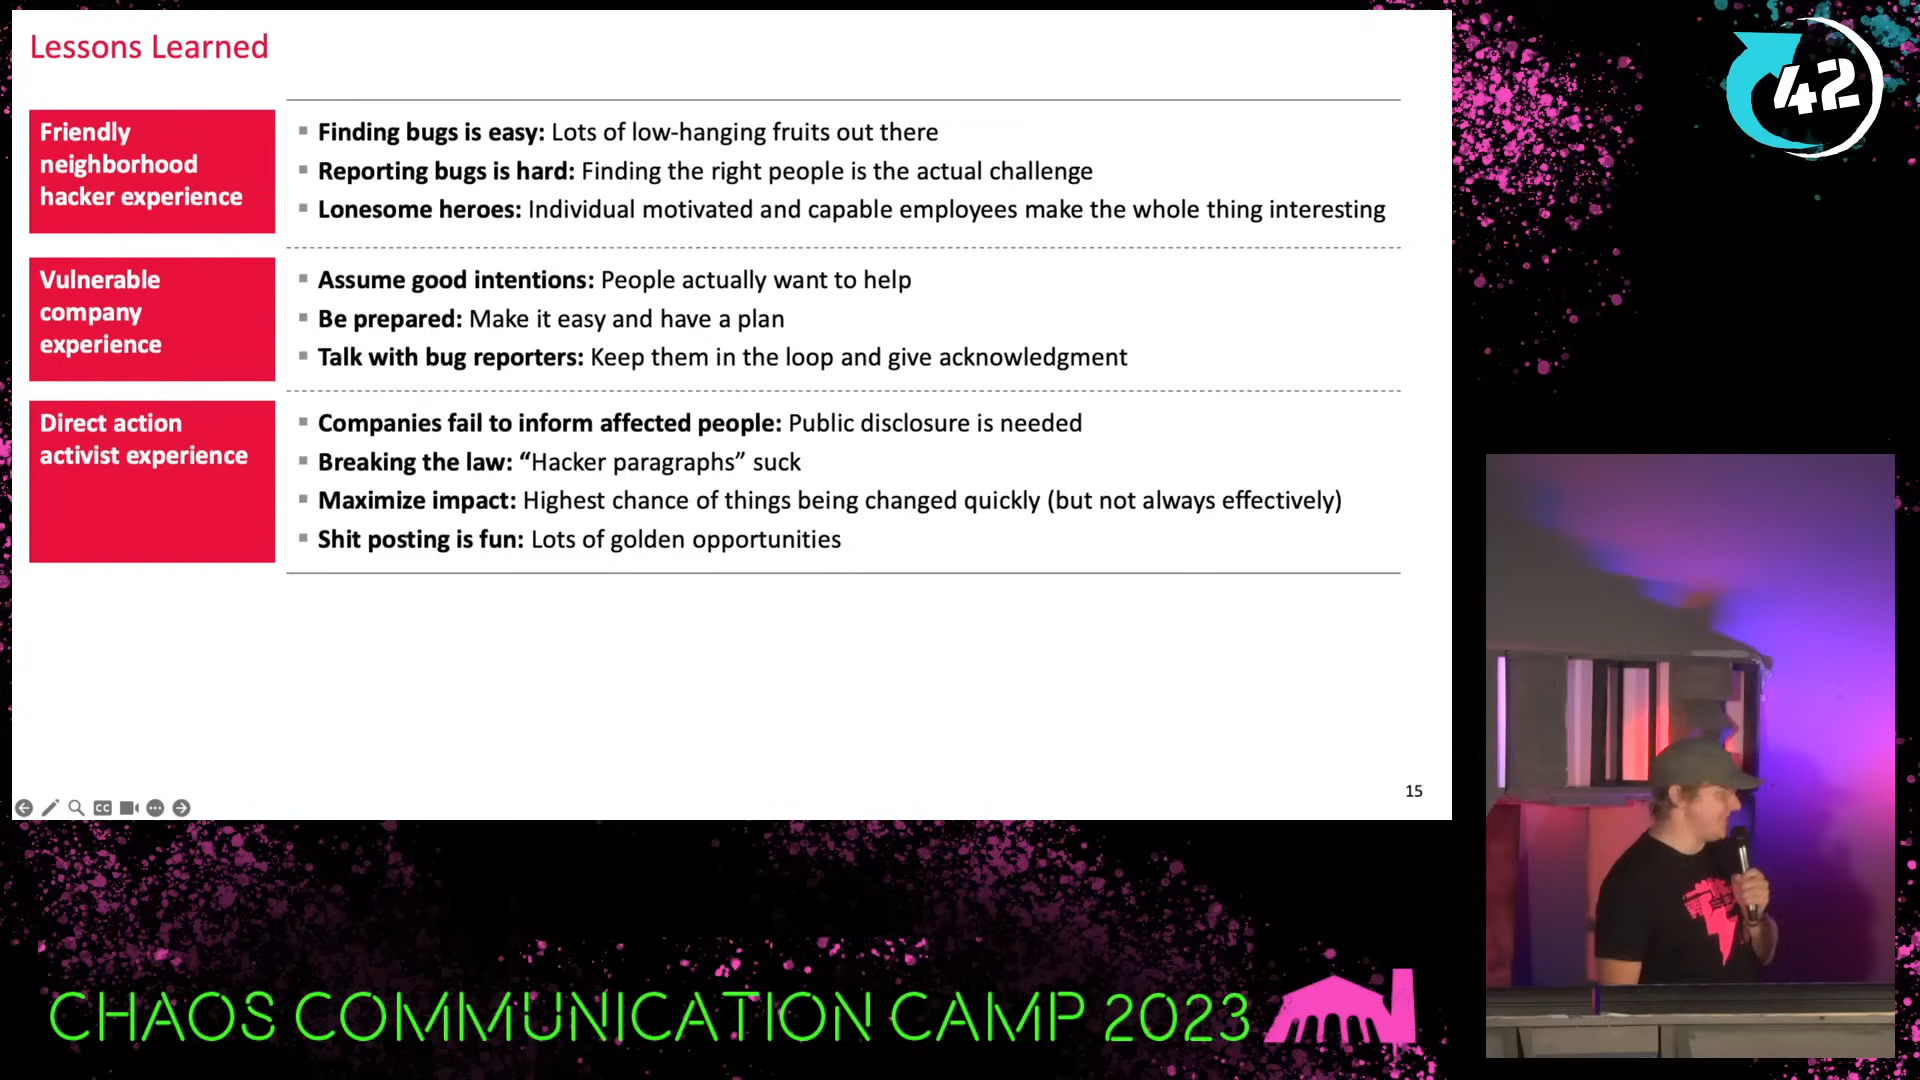 Lessons Learned
Friendly
neighborhood
hacker experience
Finding bugs is easy: Lots of low-hanging fruits out there
Reporting bugs is hard: Finding the right people is the actual challenge
Lonesome heroes: Individual motivated and capable employees make the whole thing interesting
Vulnerable
company
experience
Assume good intentions: People actually want to help
Be prepared: Make it easy and have a plan
Talk with bug reporters: Keep them in the loop and give acknowledgment
Direct action
activist experience
Companies fail to inform affected people: Public disclosure is needed
Breaking the law: “Hacker paragraphs” suck
Maximize impact: Highest chance of things being changed quickly (but not always effectively)
Shit posting is fun: Lots of golden opportunities
15
CC
42
CHAOS COMMUNICATION CAMP 2023